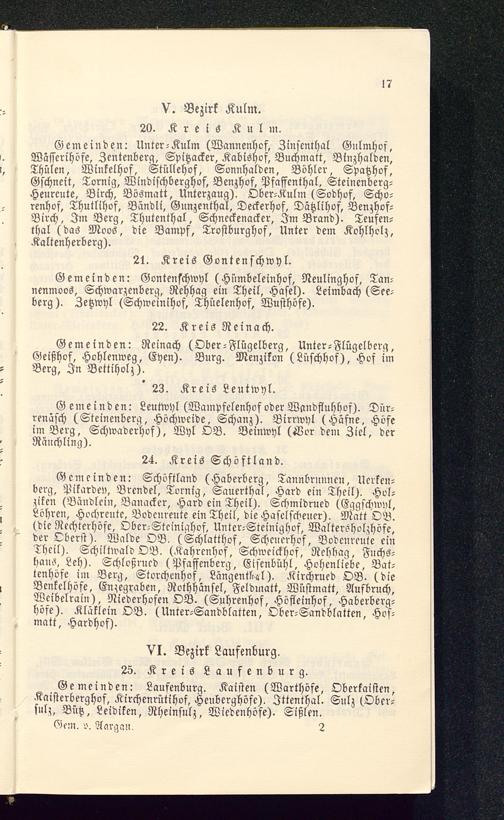 17
V. Bezirk Kulm.
20. Kreis Kulm.
Gemeinden: Unter-Kulm (Wannenhof, Zinsenthal Gulmhof,
Wässerihöfe, Zentenberg, Spitzacker, Kabishof, Buchmatt, Binzhalden,
Thülen, Winkelhof, Stüllehof, Sonnhalden, Böhler, Spatzhof,
Gschneit, Tornig, Windischberghof, Benzhof, Pfaffenthal, Steinenberg-
Heureute, Birch, Bösmatt, Unterzaug). Ober-Kulm (Sodhof, Scho-
renhof, Thutlihof, Bändli, Gunzenthal, Deckerhof, Dätzlihof, Benzhof-
Birch, Im Berg, Thutenthal, Schneckenacker, Im Brand). Teufen-
thal (das Moos, die Bampf, Trostburghof, Unter dem Kohlholz,
Kaltenherberg).
21. Kreis Gontenschwyl.
Gemeinden: Gontenschwyl (Hümbeleinhof, Neulinghof, Tan-
nenmoos, Schwarzenberg, Rehhag ein Theil, Hasel). Leimbach (See-
berg). Zetzwyl (Schweinlhof, Thüelenhof, Wusthöfe).
22. Kreis Reinach.
Gemeinden: Reinach (Ober-Flügelberg, Unter-Flügelberg,
Geißhof, Hohlenweg, Eyen). Burg. Menzikon (Lüschhof), Hof im
Berg, In Bettiholz).
23. Kreis Leutwyl.
Gemeinden: Leutwyl (Wampfelenhof oder Wandfluhhof). Dür-
renäsch (Steinenberg, Höchweide, Schanz). Birrwyl (Häfne, Höfe
im Berg, Schwaderhof), Wyl OB. Beinwyl (Vor dem Ziel, der
Räuchling).
24. Kreis Schöftland.
Gemeinden: Schöftland (Haberberg, Tannbrunnen, Uerken-
berg, Pikardey, Brendel, Tornig, Sauerthal, Hard ein Theil). Hol-
ziken (Bändlein, Banacker, Hard ein Theil). Schmidrued (Eggschwyl,
Löhren, Hochreute, Bodenreute ein Theil, die Haselscheuer). Matt OB.
(die Rechterhöfe, Ober-Steinighof, Unter-Steinighof, Waltersholzhöfe,
der Oberst). Walde OB. (Schlatthof, Scheuerhof, Bodenreute ein
Theil). Schiltwald OB. (Kahrenhof, Schweickhof, Rehhag, Fuchs-
haus, Leh). Schloßrued (Pfaffenberg, Eisenbühl, Hohenliebe, Bat-
tenhöfe im Berg, Storchenhof, Längenthal). Kirchrued OB. (die
Benkelhöfe, Enzegraben, Rothhänsel, Feldmatt, Wüstmatt, Aufbruch,
Weibelrain), Niederhofen OB. (Suhrenhof, Höfleinhof, Haberberg-
höfe). Kläklein OB. (Unter-Sandblatten, Ober-Sandblatten, Hof-
matt, Hardhof).
VI. Bezirk Laufenburg.
25. Kreis Laufenburg.
Gemeinden: Laufenburg. Kaisten (Warthöfe, Oberkaisten,
Kaisterberghof, Kirchenrütihof, Heuberghöfe). Ittenthal. Sulz (Ober-
sulz, Bütz, Leidiken, Rheinsulz, Wiedenhöfe). Sißlen.
Gem. v. Aargau. 2